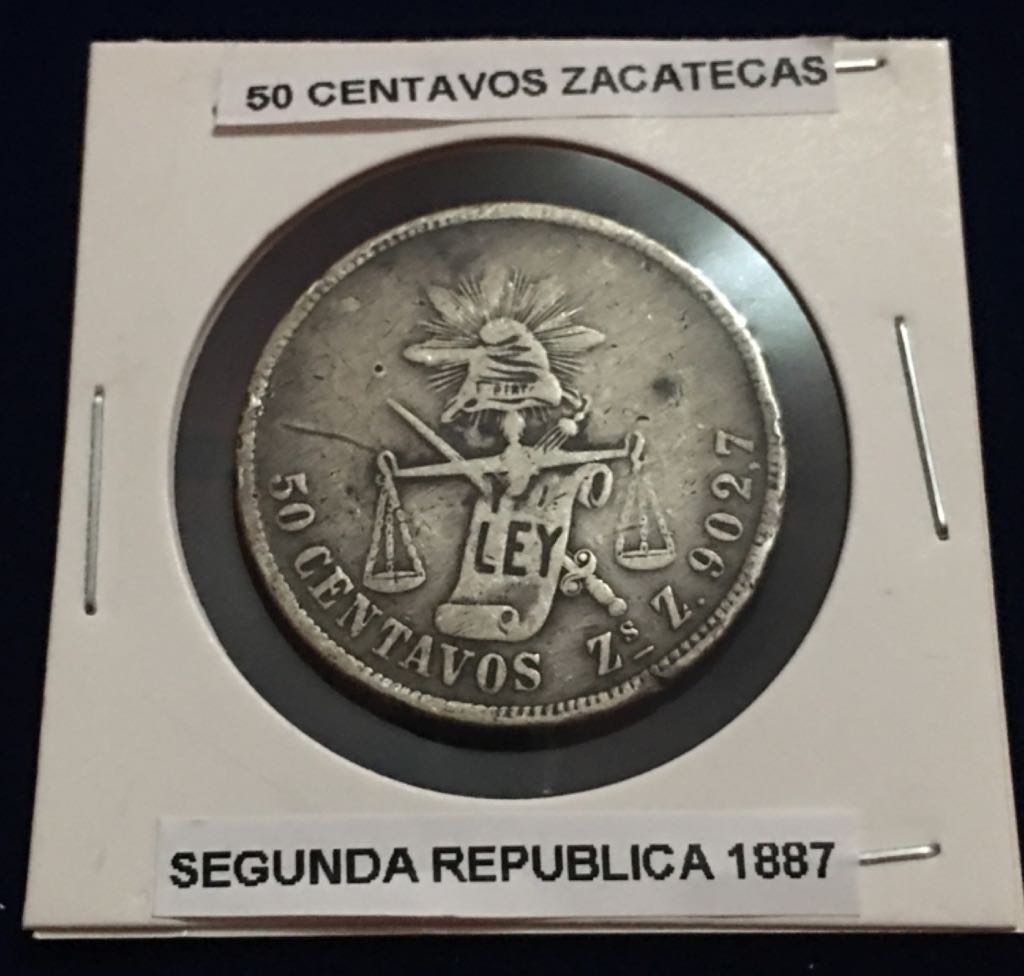 50 CENTAVOS ZACATECAS
LEY
50 CENTAVOS Zs Z. 902,7
SEGUNDA REPUBLICA 1887